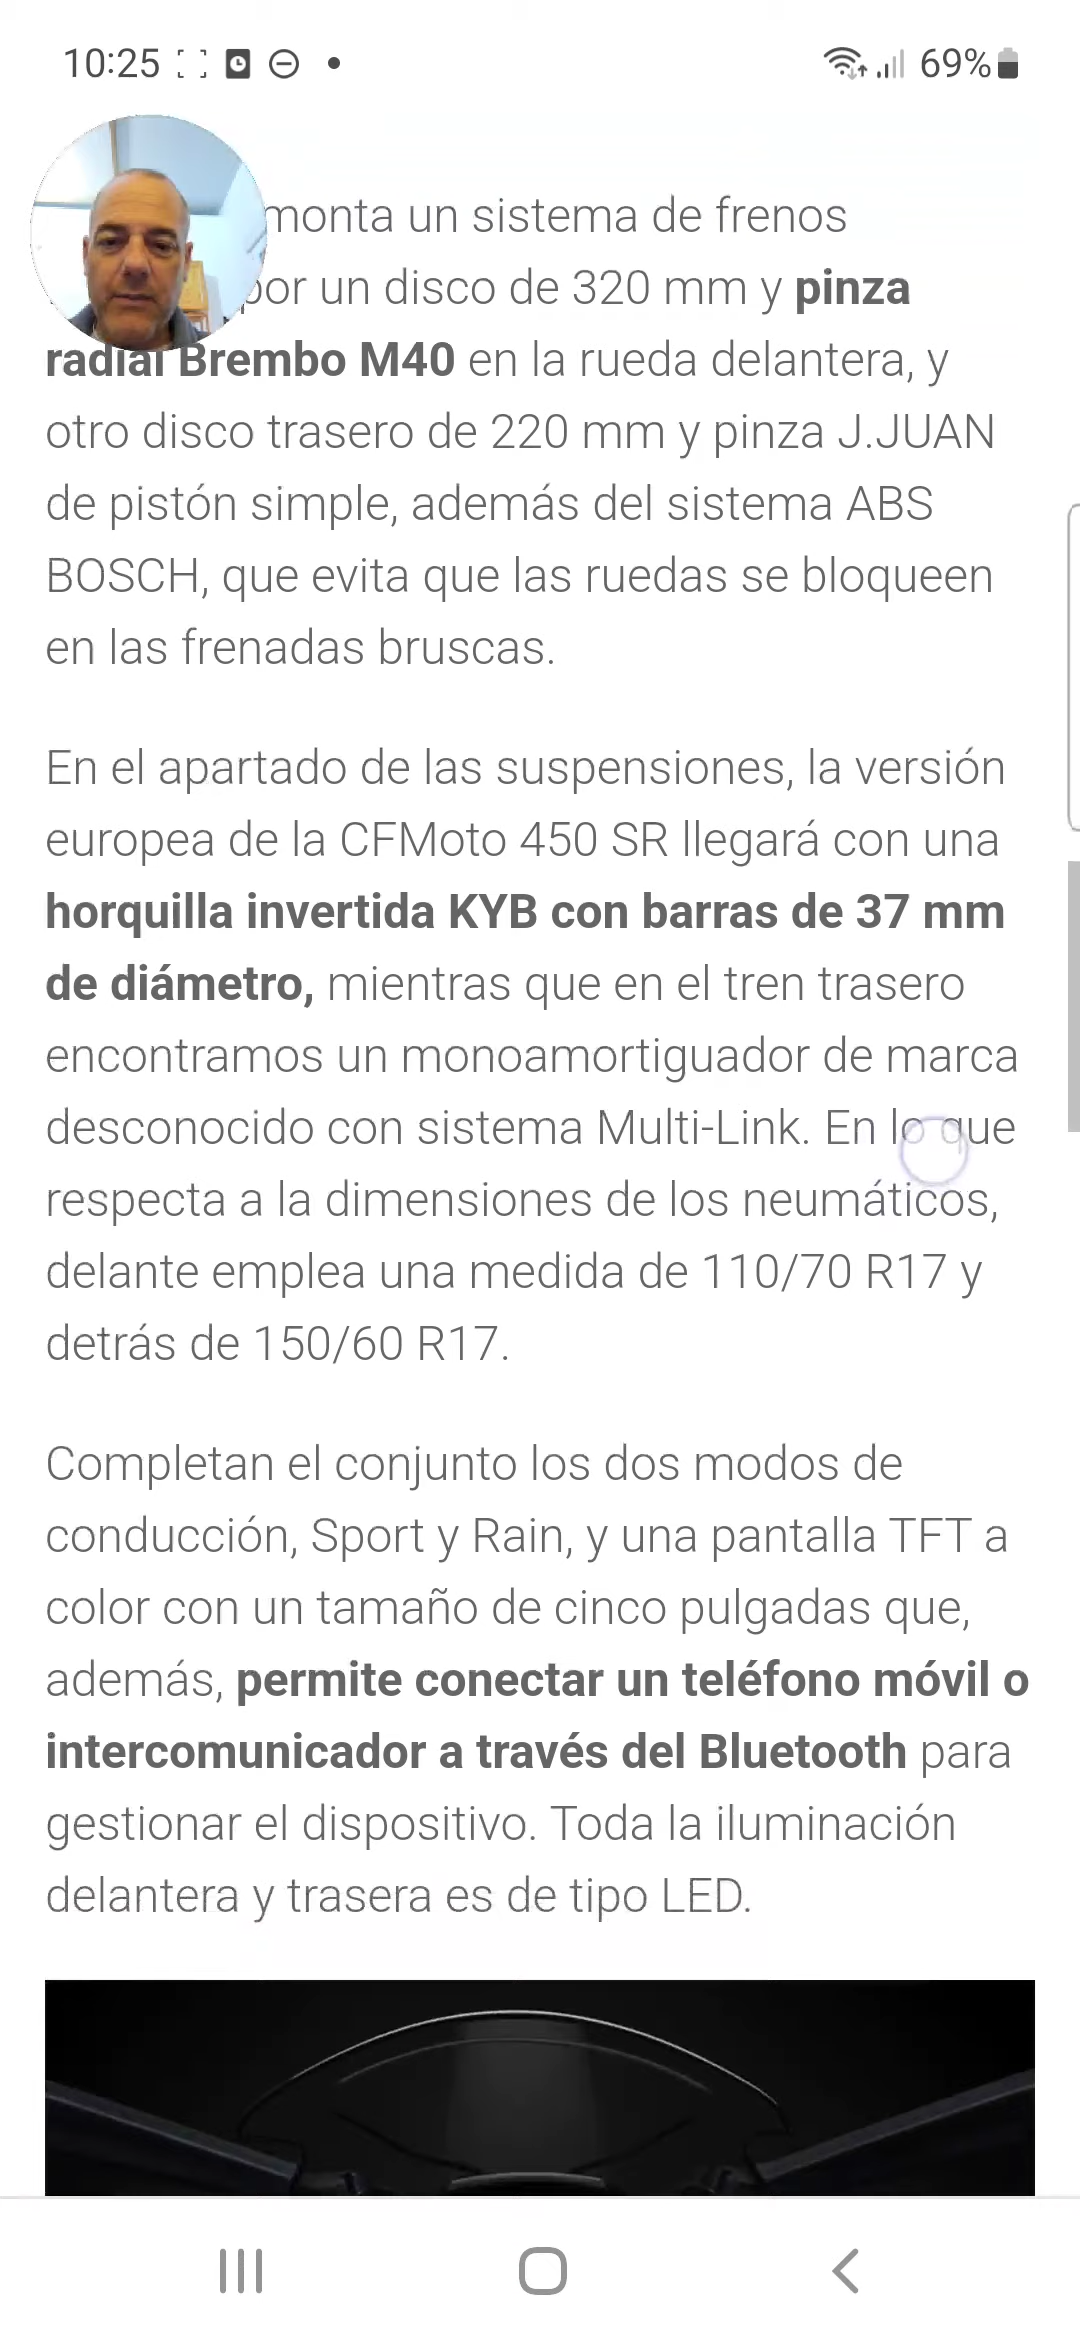 10:25
69%
monta un sistema de frenos
por un disco de 320 mm y pinza
radial Brembo M40 en la rueda delantera, y
otro disco trasero de 220 mm y pinza J.JUAN
de pistón simple, además del sistema ABS
BOSCH, que evita que las ruedas se bloqueen
en las frenadas bruscas.
En el apartado de las suspensiones, la versión
europea de la CFMoto 450 SR llegará con una
horquilla invertida KYB con barras de 37 mm
de diámetro, mientras que en el tren trasero
encontramos un monoamortiguador de marca
desconocido con sistema Multi-Link. En lo que
respecta a la dimensiones de los neumáticos,
delante emplea una medida de 110/70 R17 y
detrás de 150/60 R17.
Completan el conjunto los dos modos de
conducción, Sport y Rain, y una pantalla TFT a
color con un tamaño de cinco pulgadas que,
además, permite conectar un teléfono móvil o
intercomunicador a través del Bluetooth para
gestionar el dispositivo. Toda la iluminación
delantera y trasera es de tipo LED.